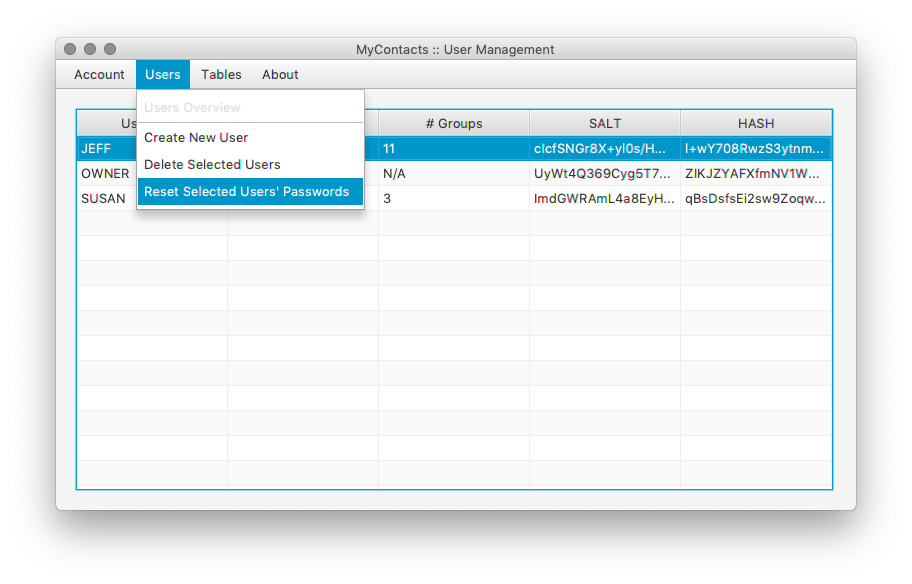 MyContacts :: User Management
Account Users Tables About
Users Overview
Create New User
Delete Selected Users
Reset Selected Users' Passwords
Us # Groups SALT HASH
JEFF 11 clcfSNGr8X+yl0s/H... l+wY708RwzS3ytnm...
OWNER N/A UyWt4Q369Cyg5T7... ZIKJZYAFXfmNV1W...
SUSAN 3 ImdGWRAmL4a8EyH... qBsDsfsEi2sw9Zoqw...